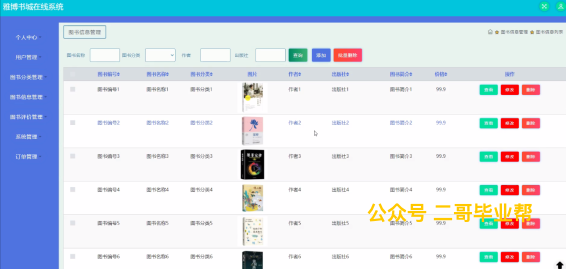 雅博书城在线系统
个人中心
用户管理
图书分类管理
图书信息管理
图书评价管理
系统管理
订单管理
图书信息管理
图书信息管理 图书信息列表
图书名称 图书分类 作者 出版社 查询 添加 批量删除
图书编号 图书名称 图书分类 图片 作者 出版社 图书简介 价格 操作
图书编号1 图书名称1 图书分类1 作者1 出版社1 图书简介1 99.9 查询 修改 删除
图书编号2 图书名称2 图书分类2 作者2 出版社2 图书简介2 99.9 修改 删除
图书编号3 图书名称3 图书分类3 作者3 出版社3 图书简介3 99.9 修改 删除
图书编号4 图书名称4 图书分类4 作者4 出版社4 图书简介4 99.9 修改 删除
公众号 二哥毕业帮
图书编号5 图书名称5 图书分类5 作者5 出版社5 图书简介5 99.9 修改 删除
图书编号6 图书名称6 图书分类6 作者6 出版社6 图书简介6 99.9 修改 删除